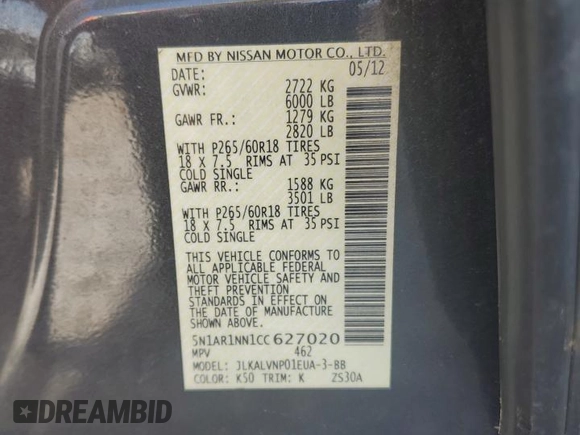 MFD BY NISSAN MOTOR CO., LTD.
DATE: 05/12
GVWR: 2722 KG
6000 LB
GAWR FR.: 1279 KG
2820 LB
WITH P265/60R18 TIRES
18 X 7.5 RIMS AT 35 PSI
COLD SINGLE
GAWR RR.: 1588 KG
3501 LB
WITH P265/60R18 TIRES
18 X 7.5 RIMS AT 35 PSI
COLD SINGLE
THIS VEHICLE CONFORMS TO
ALL APPLICABLE FEDERAL
MOTOR VEHICLE SAFETY AND
THEFT PREVENTION
STANDARDS IN EFFECT ON
THE DATE OF MANUFACTURE
SHOWN ABOVE.
5N1AR1NN1CC627020
MPV 462
MODEL: JLKALVNP01EUA-3-BB
COLOR: K50 TRIM: K ZS30A
DREAMBID